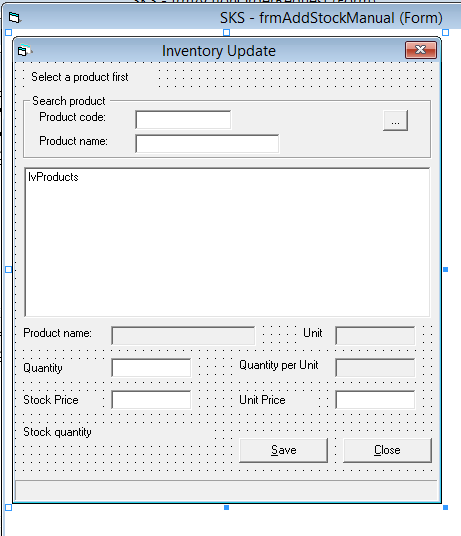 SKS - frmAddStockManual (Form)
Inventory Update
Select a product first
Search product
Product code:
...
Product name:
lvProducts
Product name:
Unit
Quantity
Quantity per Unit
Stock Price
Unit Price
Stock quantity
Save
Close